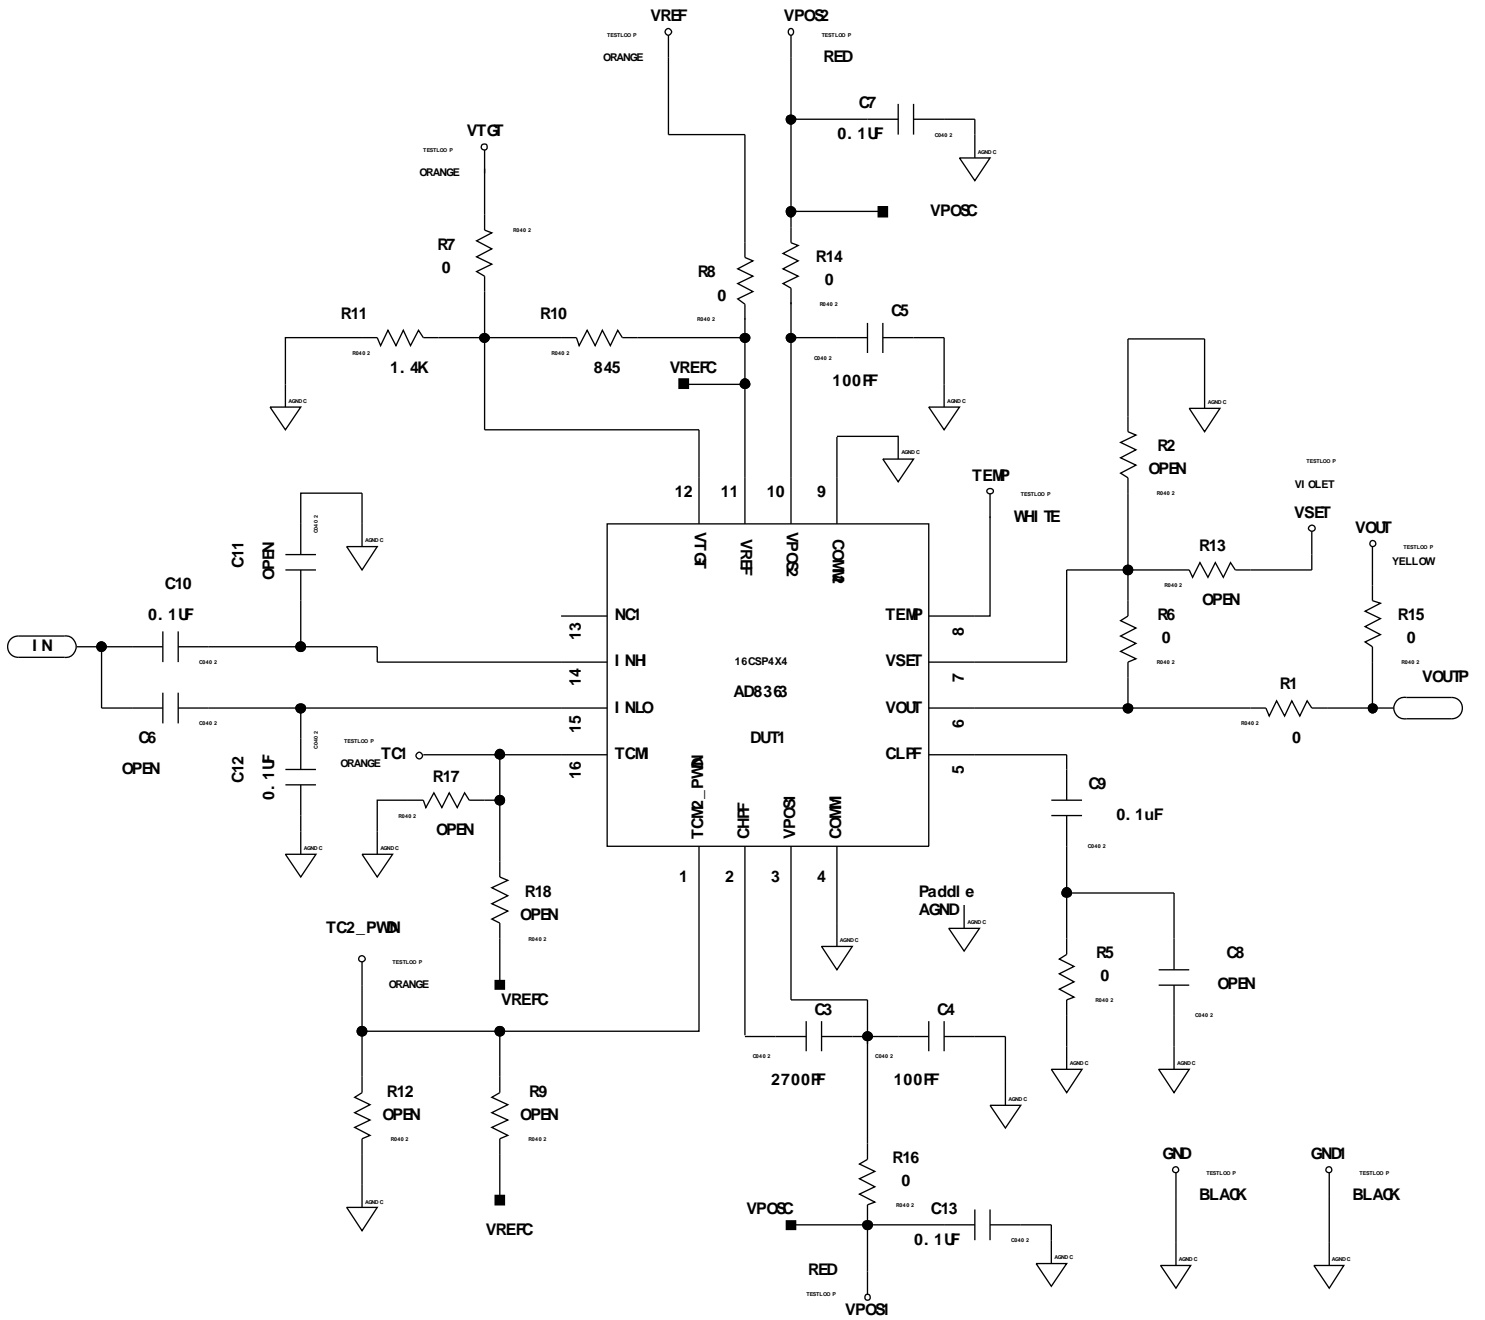 VREF
VPOS2
TESTLOOP
TESTLOOP
ORANGE
RED
C7
0.1UF
C0402
AGNDC
VTGT
TESTLOOP
ORANGE
VPOSC
R7
0
R0402
R8
0
R0402
R14
0
R0402
R11
R0402
1.4K
R10
R0402
845
C5
C0402
100PF
VREFC
AGNDC
AGNDC
AGNDC
R2
OPEN
R0402
AGNDC
TESTLOOP
VIOLET
VSET
TEMP
TESTLOOP
WHITE
VOUT
TESTLOOP
YELLOW
12
11
10
9
C11
OPEN
C0402
AGNDC
C10
0.1UF
C0402
VTGT
VREF
VPOS2
COMM2
R13
R0402
OPEN
R6
0
R0402
R15
0
R0402
IN
13
NC1
TEMP
8
14
INHI
16CSP4X4
VSET
7
VOUTP
AD8363
15
INLO
VOUT
6
R1
R0402
0
DUT1
C6
C0402
OPEN
C12
0.1UF
C0402
AGNDC
TESTLOOP
ORANGE
TC1
16
TCM1
CLPF
5
R17
R0402
OPEN
AGNDC
TCM2_PWDN
CHPF
VPOS1
COMM1
C9
0.1uF
C0402
1
2
3
4
R18
OPEN
R0402
Paddle
AGND
AGNDC
AGNDC
TC2_PWDN
TESTLOOP
ORANGE
VREFC
R5
0
R0402
C8
OPEN
C0402
C3
C0402
2700PF
C4
C0402
100PF
AGNDC
AGNDC
AGNDC
R12
OPEN
R0402
R9
OPEN
R0402
AGNDC
VREFC
R16
0
R0402
VPOSC
C13
0.1UF
C0402
AGNDC
RED
TESTLOOP
VPOS1
GND
TESTLOOP
BLACK
AGNDC
GND1
TESTLOOP
BLACK
AGNDC